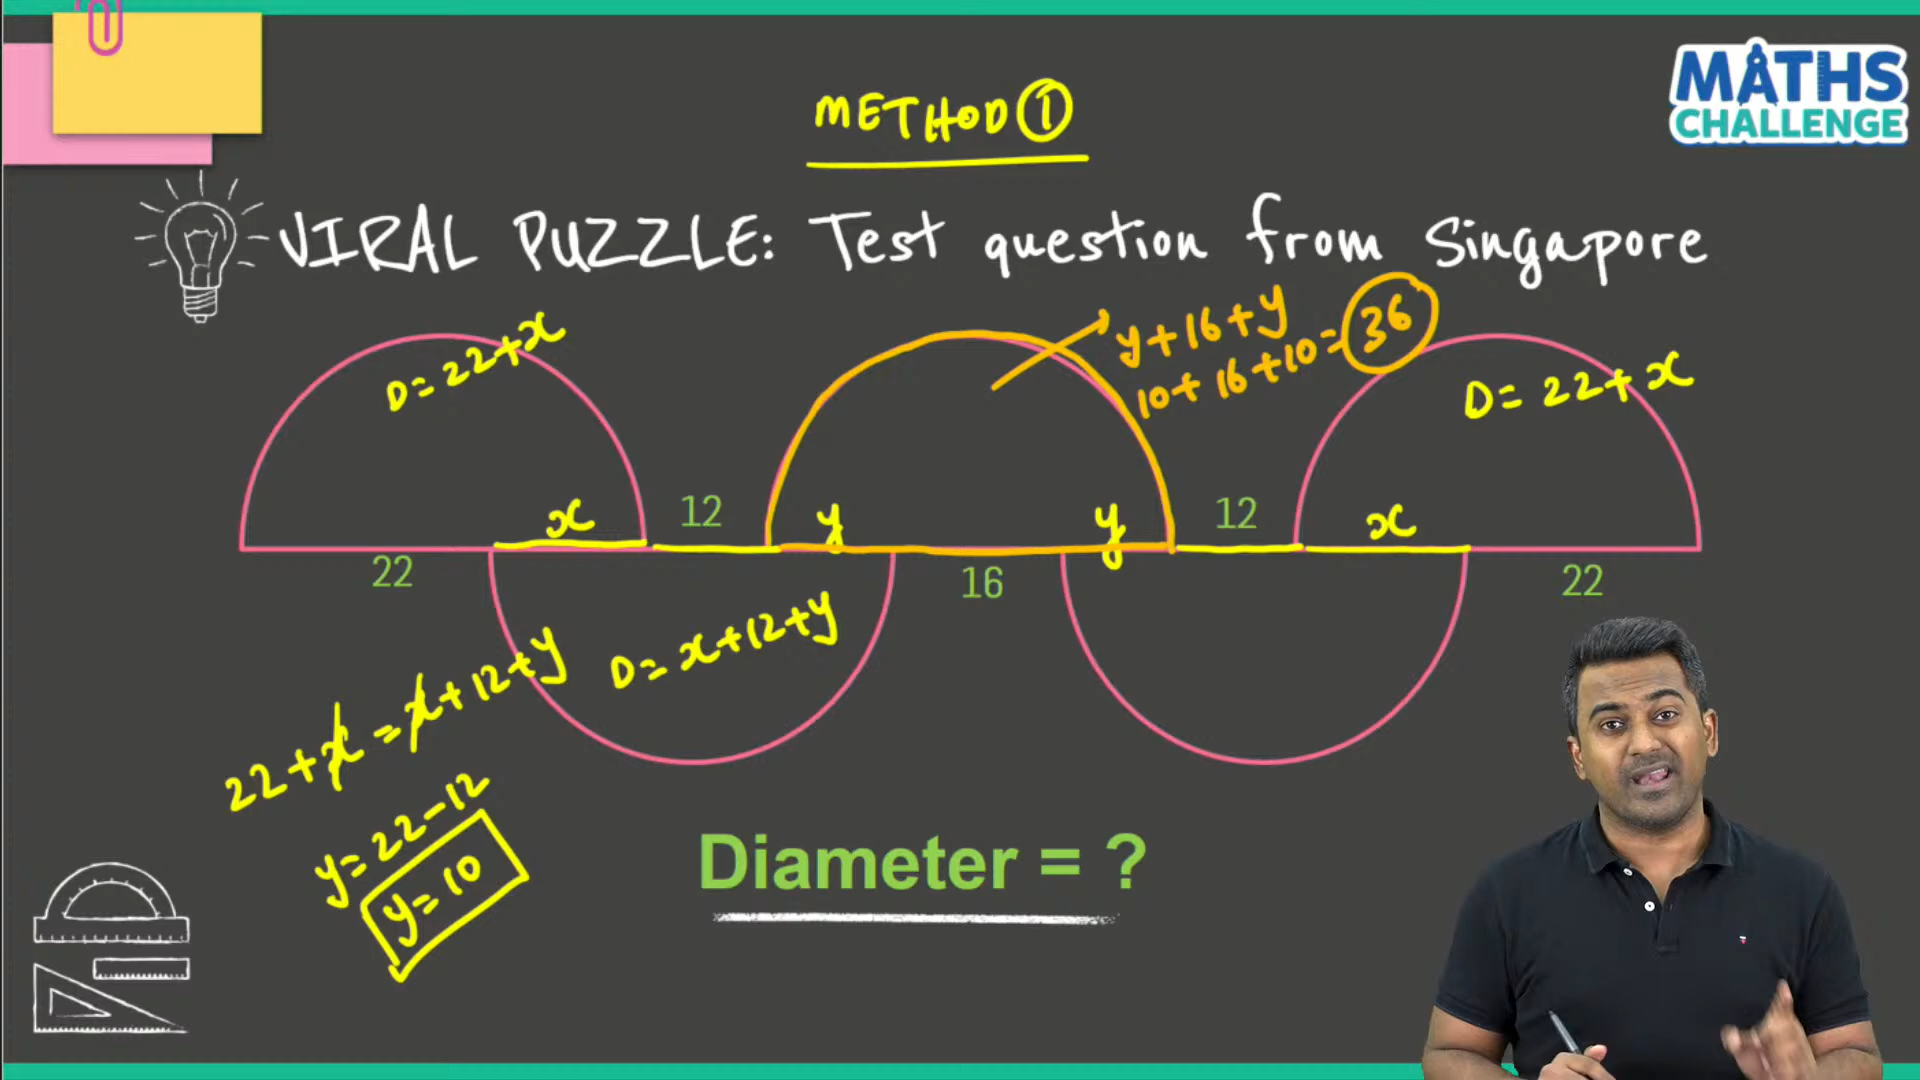 METHOD 1
MATHS
CHALLENGE
VIRAL PUZZLE: Test question from Singapore
D=22+x
y+16+y
10+16+10=36
D=22+x
x
12
y
y
12
x
22
16
22
D=x+12+y
22+x=x+12+y
y=22-12
y=10
Diameter = ?